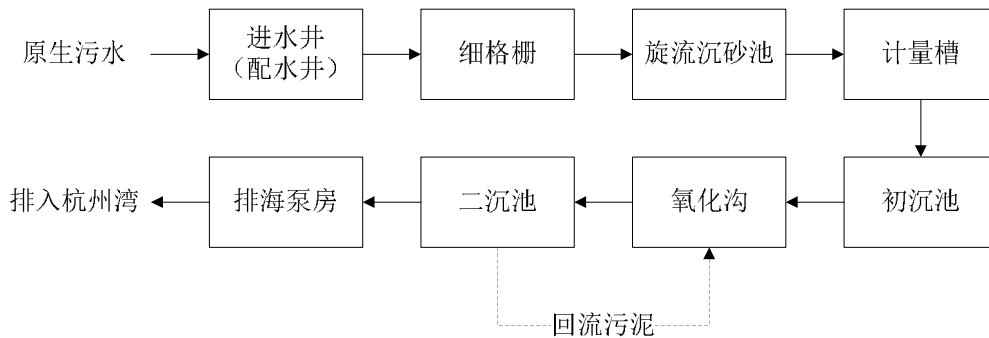 原生污水
进水井
（配水井）
细格栅
旋流沉砂池
计量槽
排入杭州湾
排海泵房
二沉池
氧化沟
初沉池
回流污泥